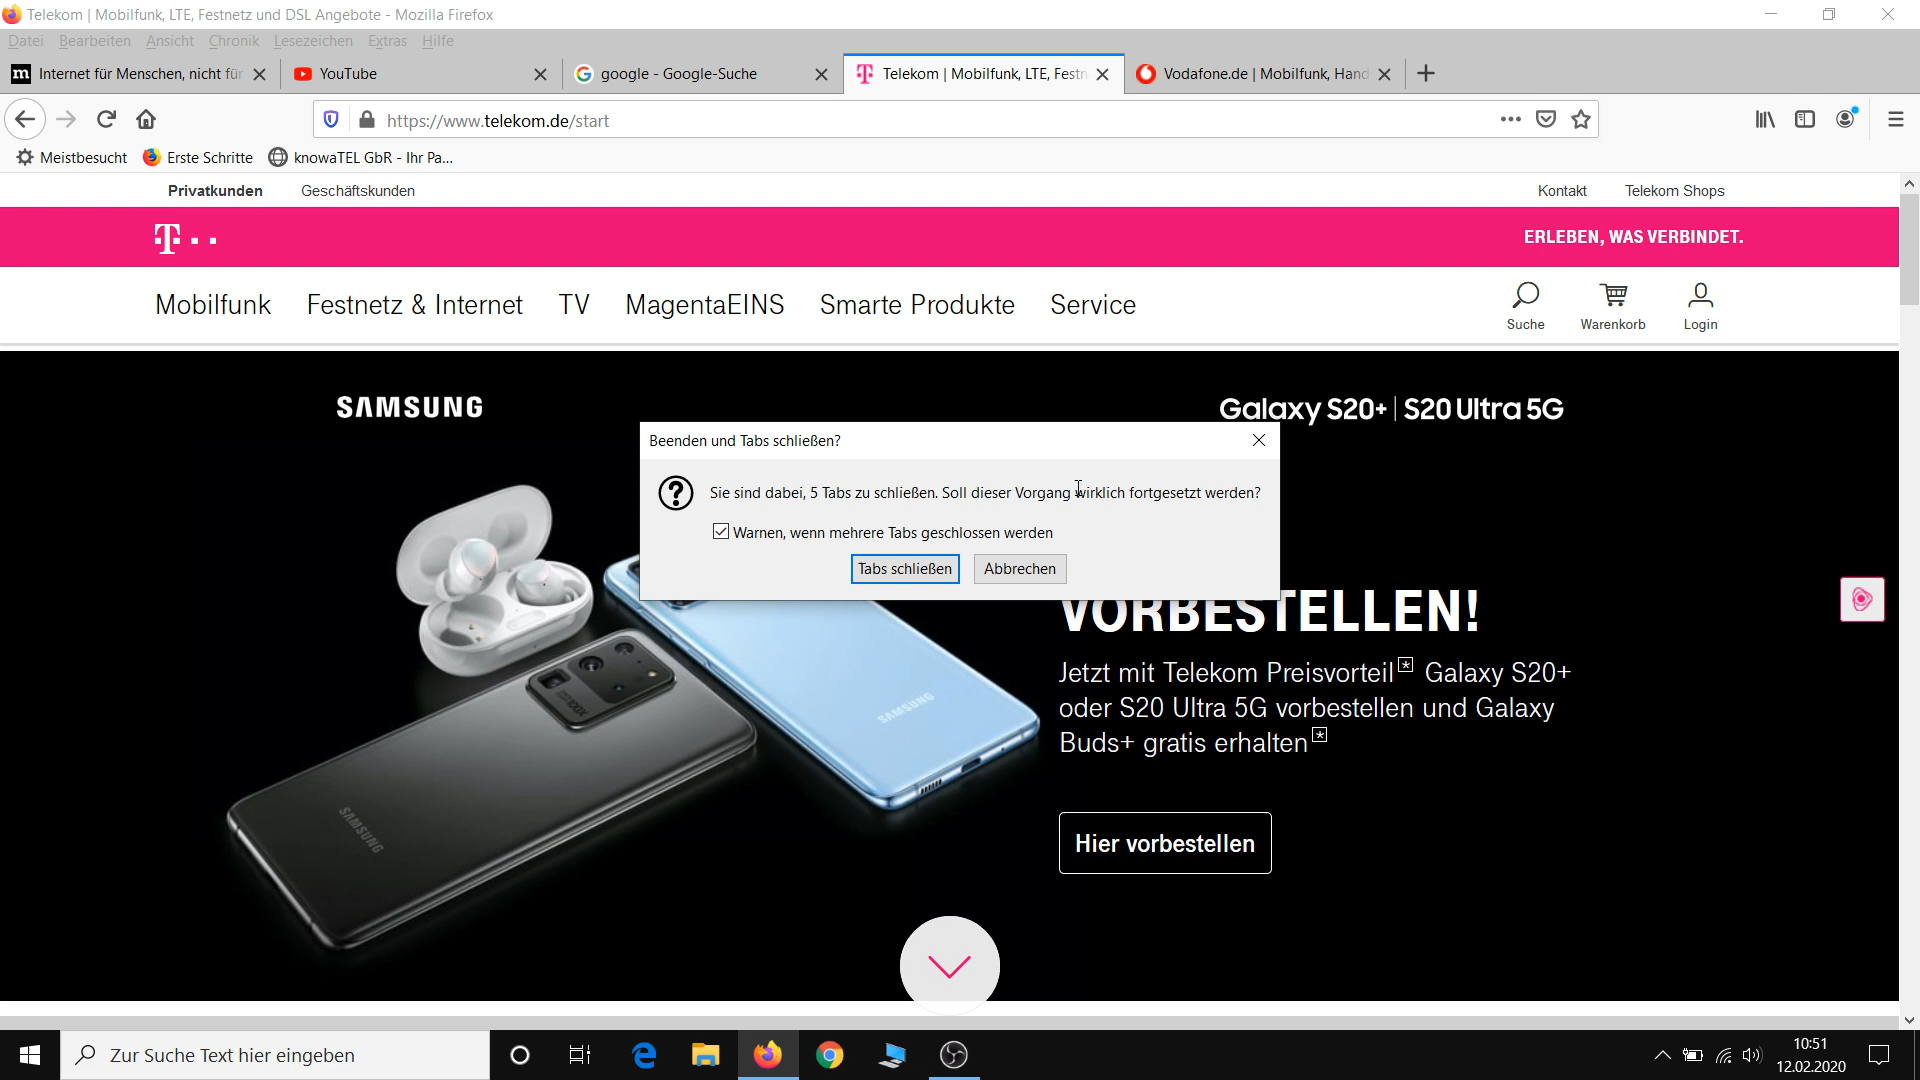 Telekom | Mobilfunk, LTE, Festnetz und DSL Angebote - Mozilla Firefox
Datei Bearbeiten Ansicht Chronik Lesezeichen Extras Hilfe
m Internet für Menschen, nicht für
YouTube
google - Google-Suche
Telekom | Mobilfunk, LTE, Festn
Vodafone.de | Mobilfunk, Hand
https://www.telekom.de/start
Meistbesucht Erste Schritte knowaTEL GbR - Ihr Pa...
Privatkunden Geschäftskunden Kontakt Telekom Shops
T
ERLEBEN, WAS VERBINDET.
Mobilfunk Festnetz & Internet TV MagentaEINS Smarte Produkte Service
Suche Warenkorb Login
SAMSUNG
Galaxy S20+ | S20 Ultra 5G
Beenden und Tabs schließen?
Sie sind dabei, 5 Tabs zu schließen. Soll dieser Vorgang wirklich fortgesetzt werden?
Warnen, wenn mehrere Tabs geschlossen werden
Tabs schließen Abbrechen
VORBESTELLEN!
Jetzt mit Telekom Preisvorteil* Galaxy S20+
oder S20 Ultra 5G vorbestellen und Galaxy
Buds+ gratis erhalten*
SAMSUNG
SAMSUNG
100X
Hier vorbestellen
Zur Suche Text hier eingeben
10:51
12.02.2020